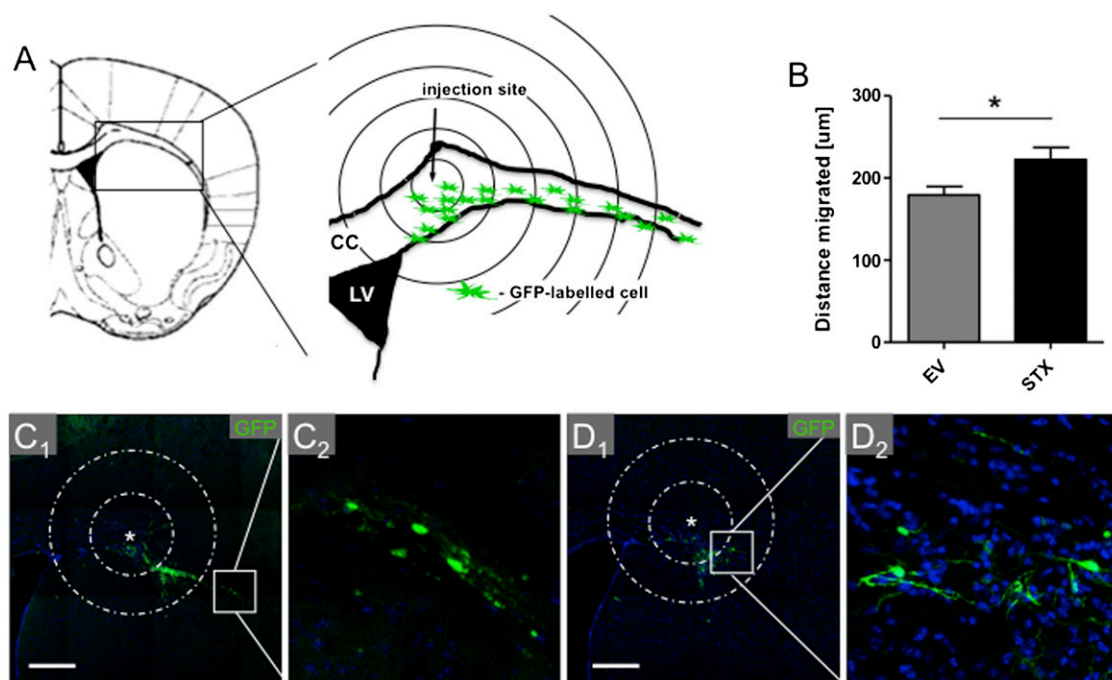 A
injection site
CC
LV
- GFP-labelled cell
B
Distance migrated [um]
300
200
100
0
*
EV
STX
C1
GFP
*
C2
D1
GFP
*
D2